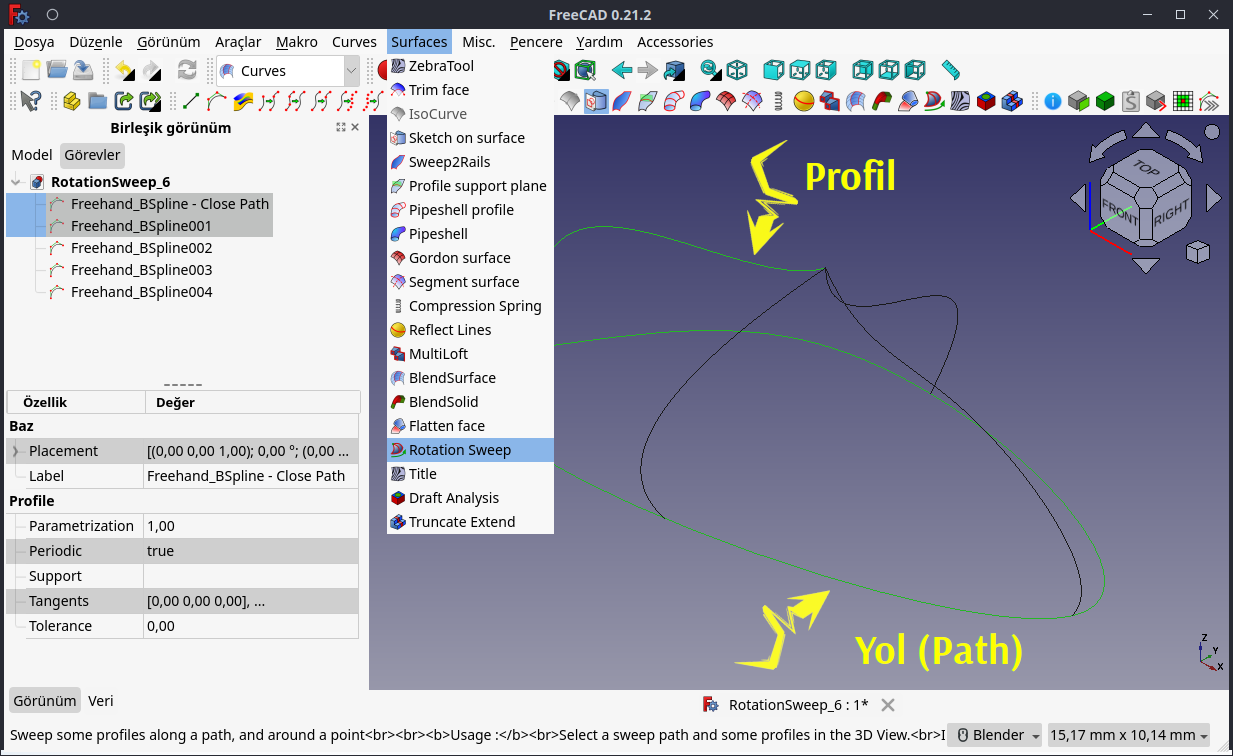 FreeCAD 0.21.2
Dosya Düzenle Görünüm Araçlar Makro Curves Surfaces Misc. Pencere Yardım Accessories
Curves
Birleşik görünüm
Model Görevler
RotationSweep_6
Freehand_BSpline - Close Path
Freehand_BSpline001
Freehand_BSpline002
Freehand_BSpline003
Freehand_BSpline004
Özellik Değer
Baz
Placement [(0,00 0,00 1,00); 0,00 °; (0,00 ...
Label Freehand_BSpline - Close Path
Profile
Parametrization 1,00
Periodic true
Support
Tangents [0,00 0,00 0,00], ...
Tolerance 0,00
Görünüm Veri
ZebraTool
Trim face
IsoCurve
Sketch on surface
Sweep2Rails
Profile support plane
Pipeshell profile
Pipeshell
Gordon surface
Segment surface
Compression Spring
Reflect Lines
MultiLoft
BlendSurface
BlendSolid
Flatten face
Rotation Sweep
Title
Draft Analysis
Truncate Extend
Profil
TOP
FRONT
RIGHT
Yol (Path)
Z
Y
X
RotationSweep_6 : 1*
Sweep some profiles along a path, and around a point<br><br><b>Usage :</b><br>Select a sweep path and some profiles in the 3D View.<br>I
Blender 15,17 mm x 10,14 mm